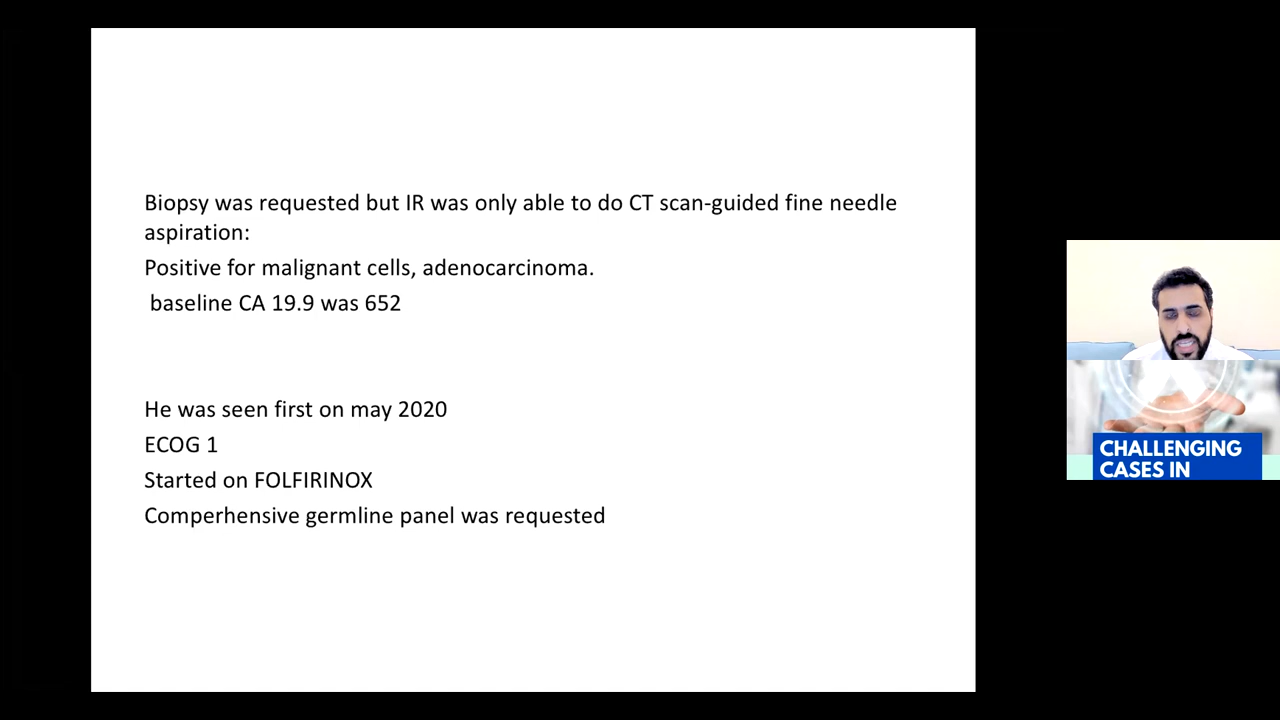 Biopsy was requested but IR was only able to do CT scan-guided fine needle
aspiration:
Positive for malignant cells, adenocarcinoma.
baseline CA 19.9 was 652
He was seen first on may 2020
ECOG 1
Started on FOLFIRINOX
Comperhensive germline panel was requested
CHALLENGING
CASES IN